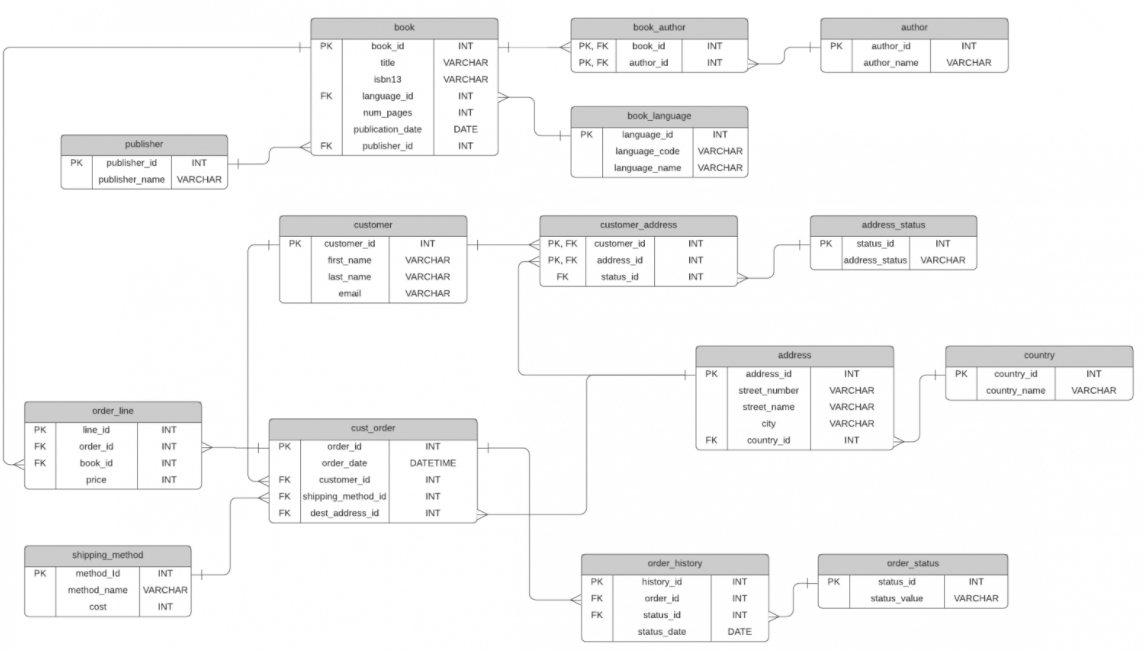 book
PK book_id INT
title VARCHAR
isbn13 VARCHAR
FK language_id INT
num_pages INT
publication_date DATE
FK publisher_id INT
book_author
PK, FK book_id INT
PK, FK author_id INT
author
PK author_id INT
author_name VARCHAR
book_language
PK language_id INT
language_code VARCHAR
language_name VARCHAR
publisher
PK publisher_id INT
publisher_name VARCHAR
customer
PK customer_id INT
first_name VARCHAR
last_name VARCHAR
email VARCHAR
customer_address
PK, FK customer_id INT
PK, FK address_id INT
FK status_id INT
address_status
PK status_id INT
address_status VARCHAR
address
PK address_id INT
street_number VARCHAR
street_name VARCHAR
city VARCHAR
FK country_id INT
country
PK country_id INT
country_name VARCHAR
order_line
PK line_id INT
FK order_id INT
FK book_id INT
price INT
cust_order
PK order_id INT
order_date DATETIME
FK customer_id INT
FK shipping_method_id INT
FK dest_address_id INT
shipping_method
PK method_Id INT
method_name VARCHAR
cost INT
order_history
PK history_id INT
FK order_id INT
FK status_id INT
status_date DATE
order_status
PK status_id INT
status_value VARCHAR